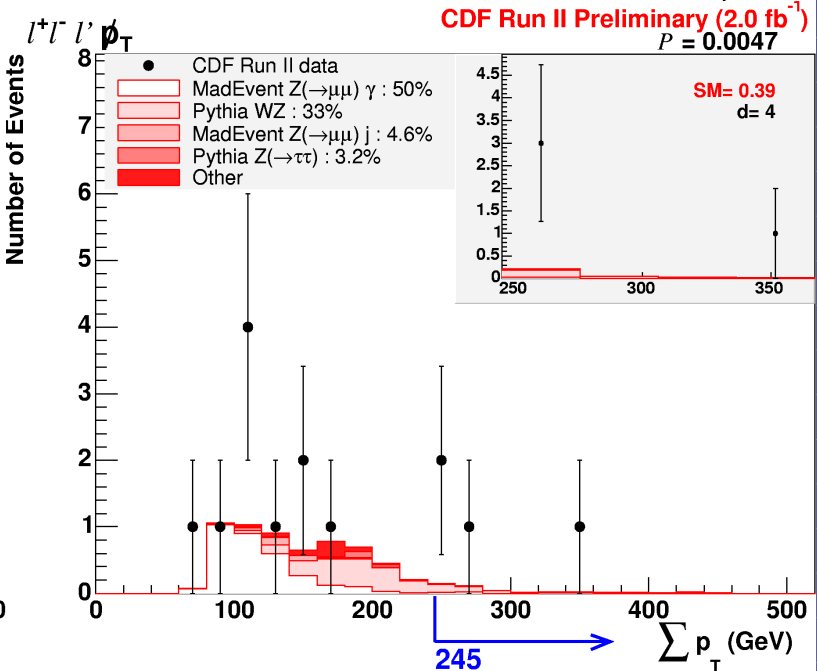 l⁺l⁻ l' p̸_T
CDF Run II Preliminary (2.0 fb⁻¹)
P = 0.0047
Number of Events
8
7
6
5
4
3
2
1
0
CDF Run II data
MadEvent Z(→μμ) γ : 50%
Pythia WZ : 33%
MadEvent Z(→μμ) j : 4.6%
Pythia Z(→ττ) : 3.2%
Other
SM= 0.39
d= 4
4.5
4
3.5
3
2.5
2
1.5
1
0.5
0
250 300 350
0 0 100 200 300 400 500
245
∑ p_T (GeV)